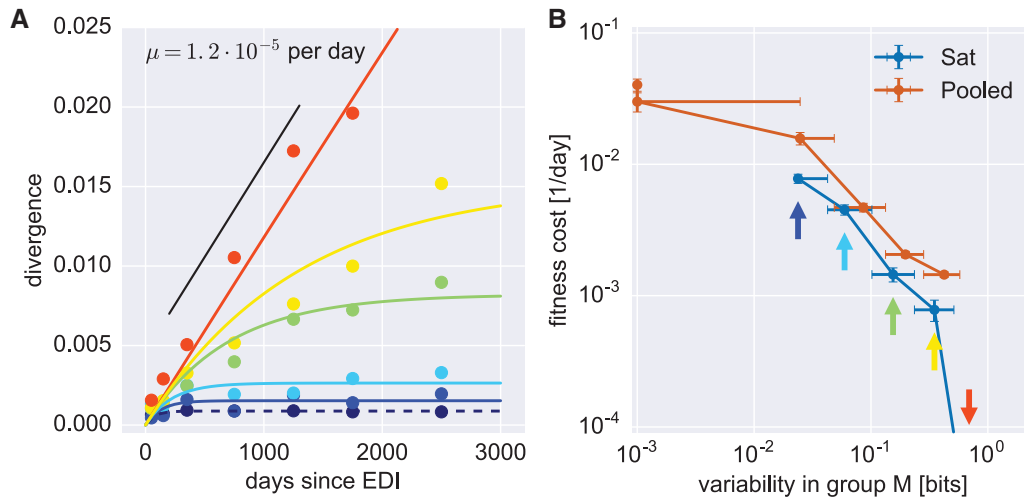 A
μ = 1.2 · 10⁻⁵ per day
0.025
0.020
0.015
0.010
0.005
0.000
divergence
0
1000
2000
3000
days since EDI
B
Sat
Pooled
10⁻¹
10⁻²
10⁻³
10⁻⁴
fitness cost [1/day]
10⁻³
10⁻²
10⁻¹
10⁰
variability in group M [bits]